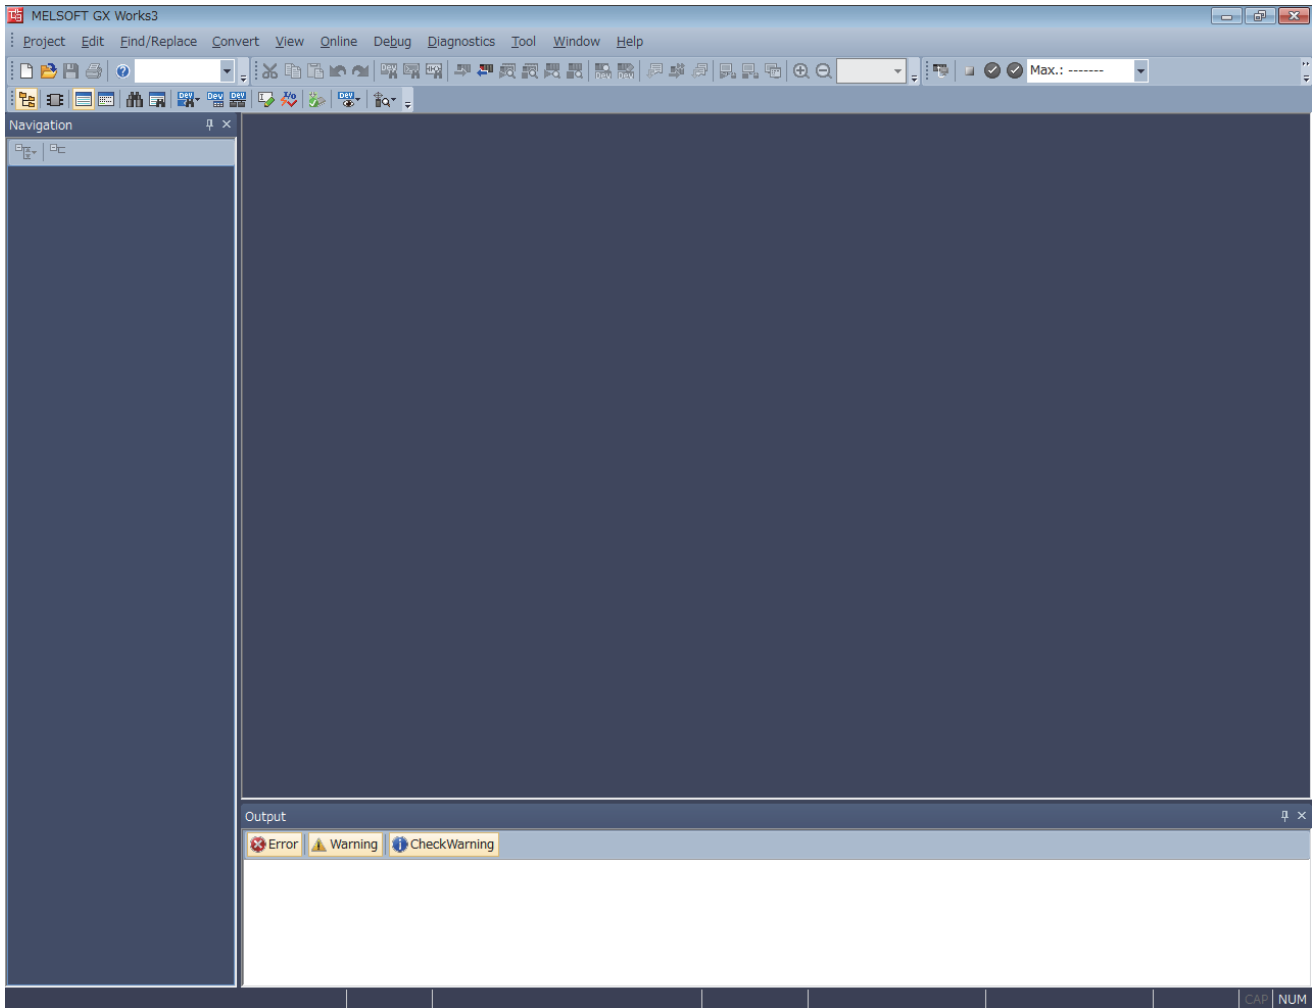 MELSOFT GX Works3
Project Edit Find/Replace Convert View Online Debug Diagnostics Tool Window Help
Max.: -------
Navigation
Output
Error Warning CheckWarning
CAP NUM